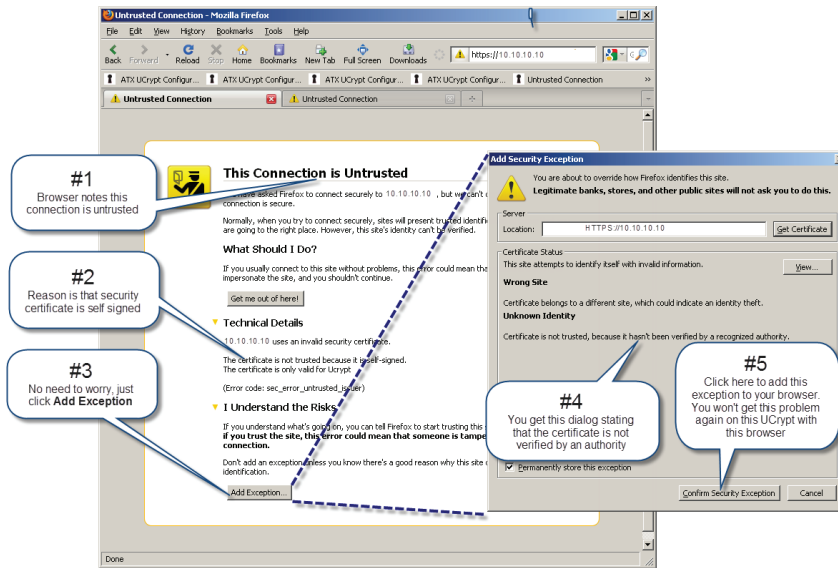 Untrusted Connection - Mozilla Firefox
File Edit View History Bookmarks Tools Help
Back Forward Reload Stop Home Bookmarks New Tab Full Screen Downloads https://10.10.10.10
ATX UCrypt Configur... ATX UCrypt Configur... ATX UCrypt Configur... ATX UCrypt Configur... Untrusted Connection »
Untrusted Connection Untrusted Connection
#1
Browser notes this
connection is untrusted
This Connection is Untrusted
have asked Firefox to connect securely to 10.10.10.10 , but we can't
connection is secure.
Normally, when you try to connect securely, sites will present trusted
are going to the right place. However, this site's identity can't be verified.
What Should I Do?
If you usually connect to this site without problems, this error could mean tha
impersonate the site, and you shouldn't continue.
Get me out of here!
#2
Reason is that security
certificate is self signed
Technical Details
10.10.10.10 uses an invalid security certificate.
The certificate is not trusted because it is self-signed.
The certificate is only valid for Ucrypt
(Error code: sec_error_untrusted_issuer)
#3
No need to worry, just
click Add Exception
I Understand the Risks
If you understand what's going on, you can tell Firefox to start trusting this
if you trust the site, this error could mean that someone is tampe
connection.
Don't add an exception unless you know there's a good reason why this site
identification.
Add Exception...
Done
Add Security Exception
You are about to override how Firefox identifies this site.
Legitimate banks, stores, and other public sites will not ask you to do this.
Server
Location: HTTPS://10.10.10.10 Get Certificate
Certificate Status
This site attempts to identify itself with invalid information. View...
Wrong Site
Certificate belongs to a different site, which could indicate an identity theft.
Unknown Identity
Certificate is not trusted, because it hasn't been verified by a recognized authority.
#4
You get this dialog stating
that the certificate is not
verified by an authority
#5
Click here to add this
exception to your browser.
You won't get this problem
again on this UCrypt with
this browser
Permanently store this exception
Confirm Security Exception Cancel